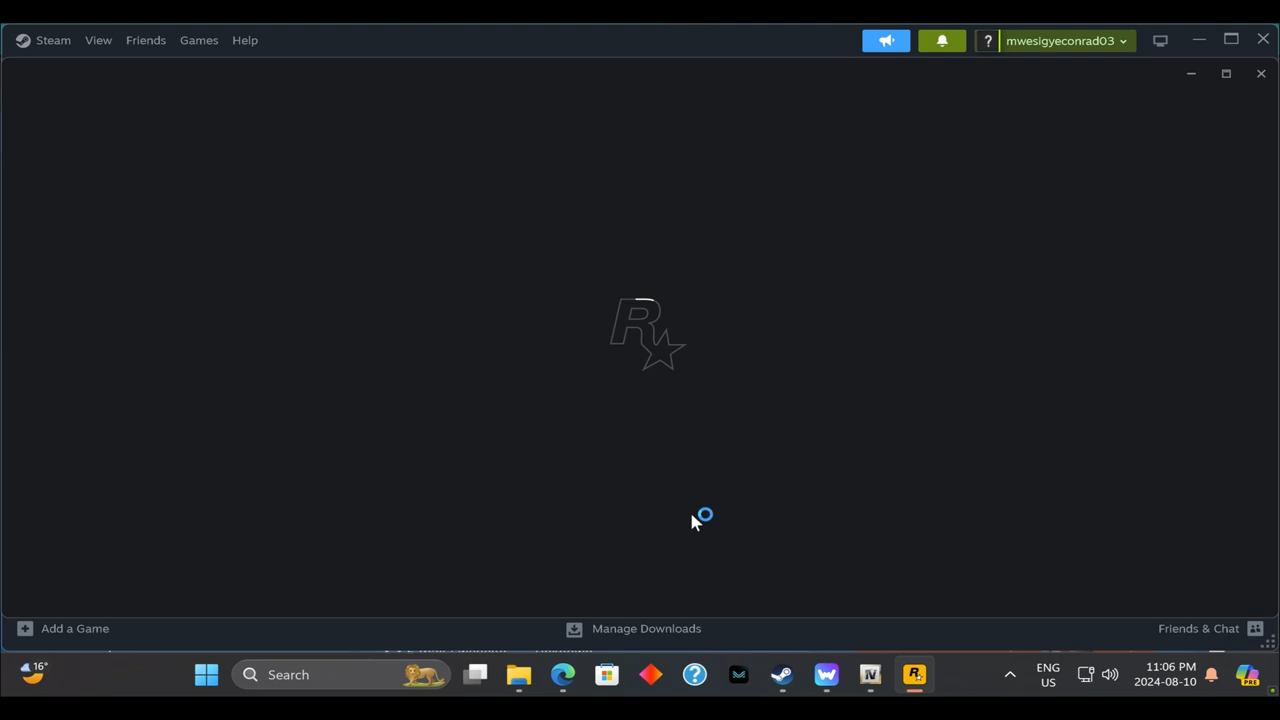 Steam View Friends Games Help
? mwesigyeconrad03
R
Add a Game
Manage Downloads
Friends & Chat
16°
Search
ENG
US
11:06 PM
2024-08-10
PRE